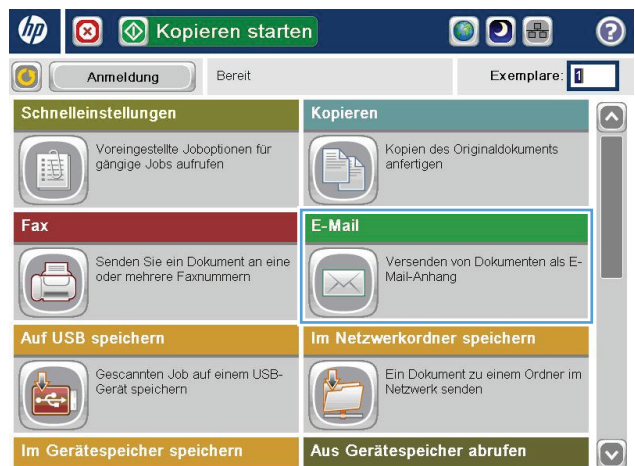 hp
Kopieren starten
?
Anmeldung
Bereit
Exemplare: 1
Schnelleinstellungen
Voreingestellte Joboptionen für
gängige Jobs aufrufen
Kopieren
Kopien des Originaldokuments
anfertigen
Fax
Senden Sie ein Dokument an eine
oder mehrere Faxnummern
E-Mail
Versenden von Dokumenten als E-
Mail-Anhang
Auf USB speichern
Gescannten Job auf einem USB-
Gerät speichern
Im Netzwerkordner speichern
Ein Dokument zu einem Ordner im
Netzwerk senden
Im Gerätespeicher speichern
Aus Gerätespeicher abrufen